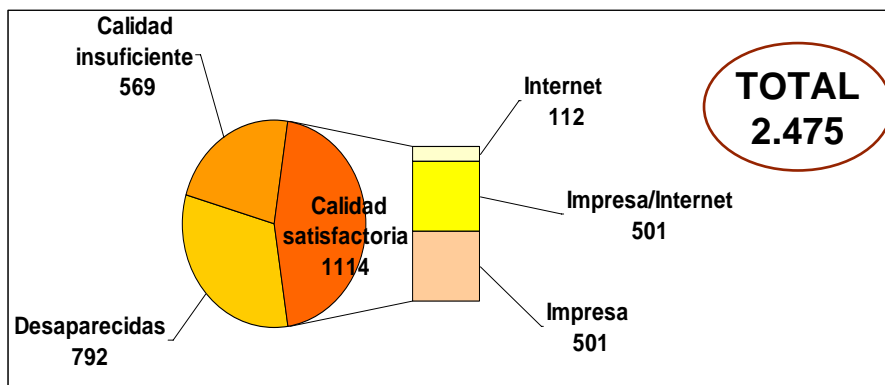 Calidad
insuficiente
569
Internet
112
TOTAL
2.475
Calidad
satisfactoria
1114
Impresa/Internet
501
Desaparecidas
792
Impresa
501